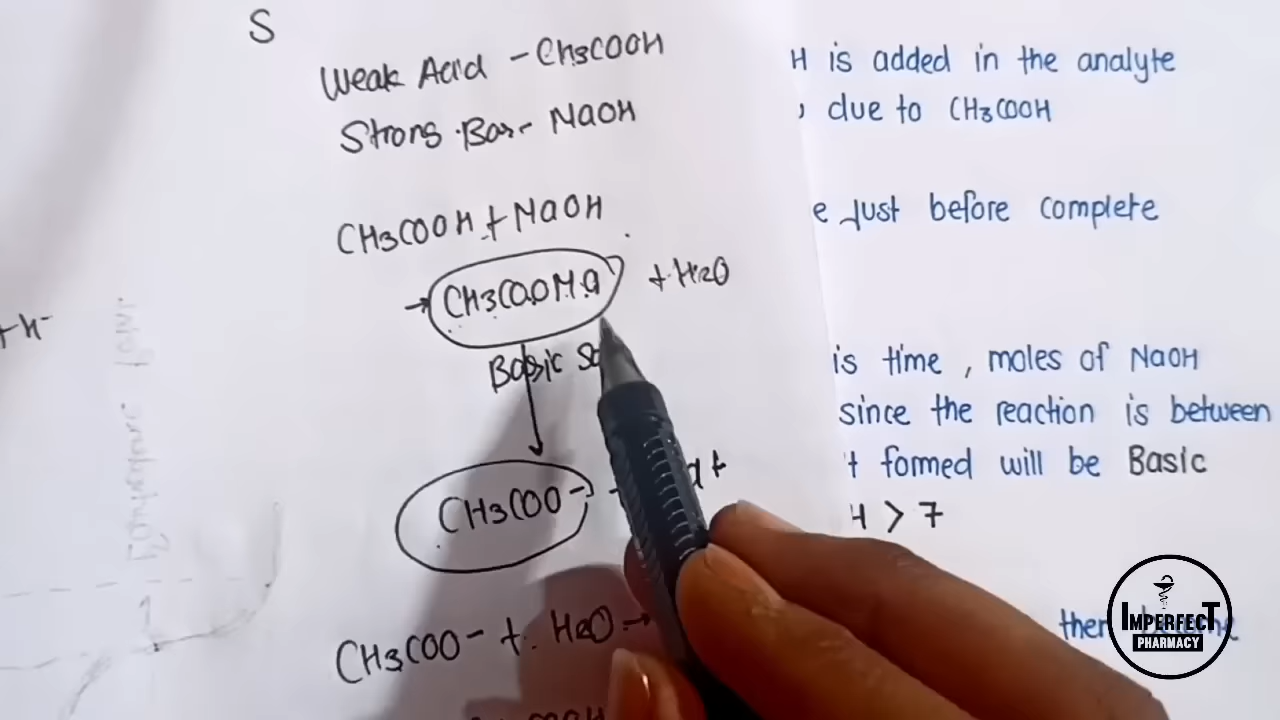 S
Weak Acid - CH3COOH
Strong Bas- NaOH
CH3COOH + NaOH
→ CH3COONa + H2O
Basic
CH3COO-
CH3COO- + H2O →
H is added in the analyte
, due to CH3COOH
e Just before complete
is time, moles of NaOH
since the reaction is between
t formed will be Basic
H > 7
IMPERFECT
PHARMACY